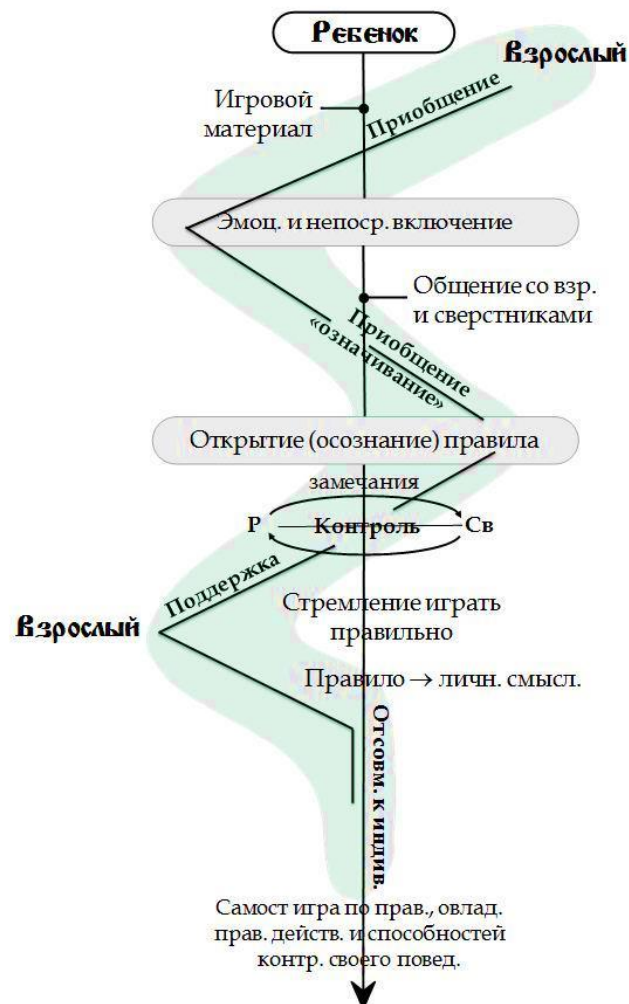 Ребенок
Взрослый
Игровой
материал
Приобщение
Эмоц. и непоср. включение
Общение со взр.
и сверстниками
Приобщение
«означивание»
Открытие (осознание) правила
замечания
Р
Контроль
Св
Поддержка
Взрослый
Стремление играть
правильно
Правило → личн. смысл.
От совм. к индив.
Самост игра по прав., овлад.
прав. действ. и способностей
контр. своего повед.